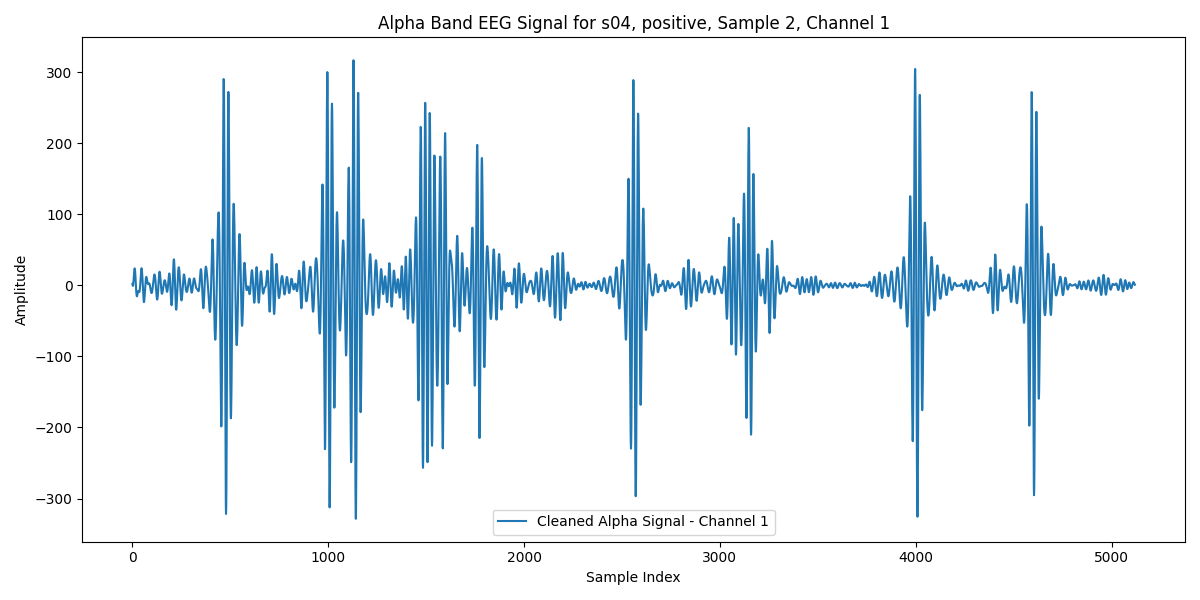 Alpha Band EEG Signal for s04, positive, Sample 2, Channel 1
Amplitude
300
200
100
0
−100
−200
−300
Cleaned Alpha Signal - Channel 1
0 1000 2000 3000 4000 5000
Sample Index